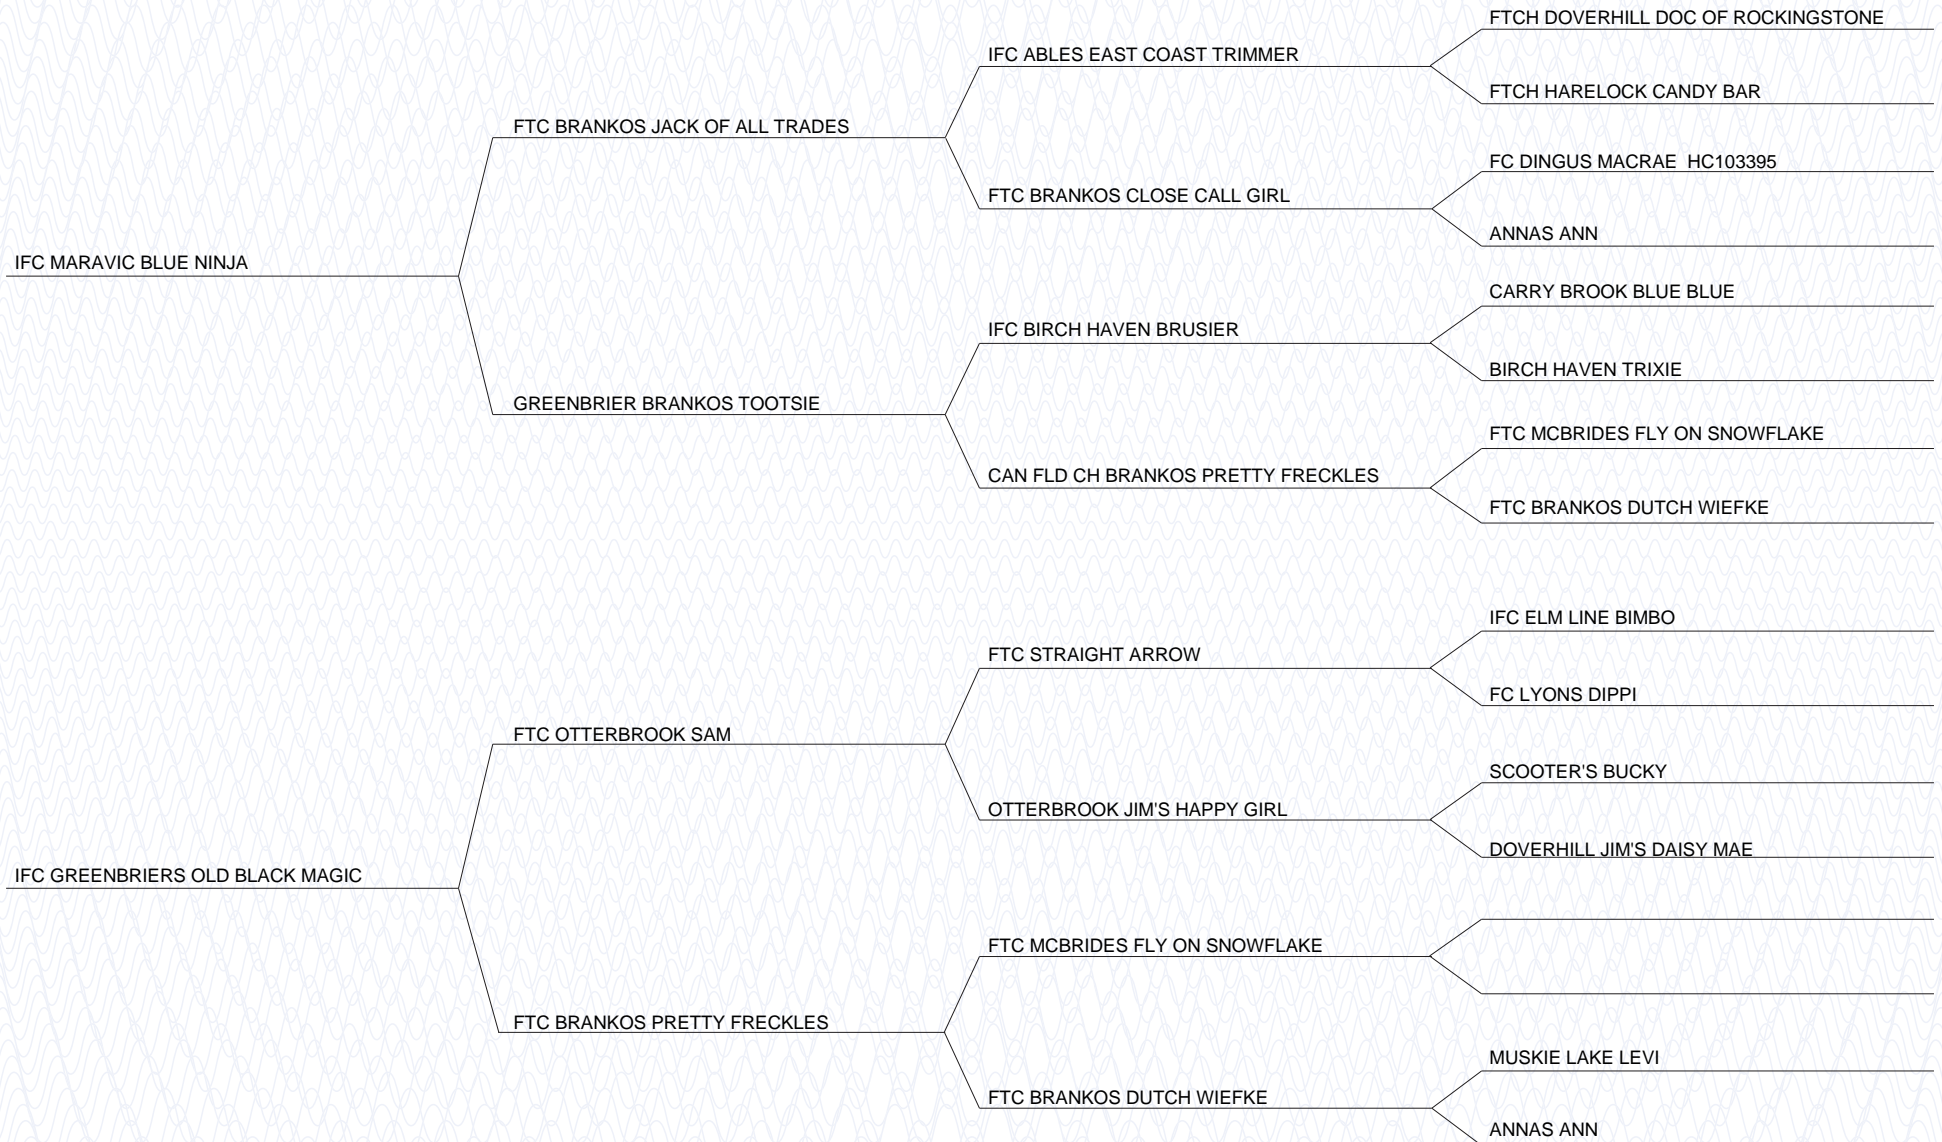 FTCH DOVERHILL DOC OF ROCKINGSTONE
IFC ABLES EAST COAST TRIMMER
FTCH HARELOCK CANDY BAR
FTC BRANKOS JACK OF ALL TRADES
FC DINGUS MACRAE  HC103395
FTC BRANKOS CLOSE CALL GIRL
ANNAS ANN
IFC MARAVIC BLUE NINJA
CARRY BROOK BLUE BLUE
IFC BIRCH HAVEN BRUSIER
BIRCH HAVEN TRIXIE
GREENBRIER BRANKOS TOOTSIE
FTC MCBRIDES FLY ON SNOWFLAKE
CAN FLD CH BRANKOS PRETTY FRECKLES
FTC BRANKOS DUTCH WIEFKE
IFC ELM LINE BIMBO
FTC STRAIGHT ARROW
FC LYONS DIPPI
FTC OTTERBROOK SAM
SCOOTER'S BUCKY
OTTERBROOK JIM'S HAPPY GIRL
DOVERHILL JIM'S DAISY MAE
IFC GREENBRIERS OLD BLACK MAGIC
FTC MCBRIDES FLY ON SNOWFLAKE
FTC BRANKOS PRETTY FRECKLES
MUSKIE LAKE LEVI
FTC BRANKOS DUTCH WIEFKE
ANNAS ANN